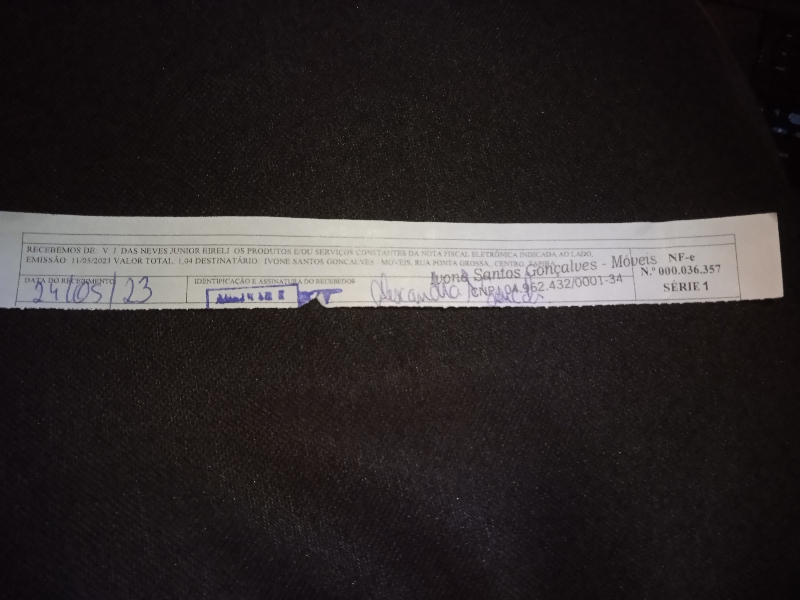 RECEBEMOS DE V J DAS NEVES JUNIOR EIRELI OS PRODUTOS E/OU SERVIÇOS CONSTANTES DA NOTA FISCAL ELETRÔNICA INDICADA AO LADO,
EMISSÃO 11/05/2023 VALOR TOTAL 1,04 DESTINATÁRIO IVONE SANTOS GONCALVES MOVEIS, RUA PONTA GROSSA, CENTRO,
Ivone Santos Gonçalves - Móveis
CNPJ 04.962.432/0001-34
DATA DO RECEBIMENTO
24/05/23
IDENTIFICAÇÃO E ASSINATURA DO RECEBEDOR
NF-e
N.º 000.036.357
SÉRIE 1